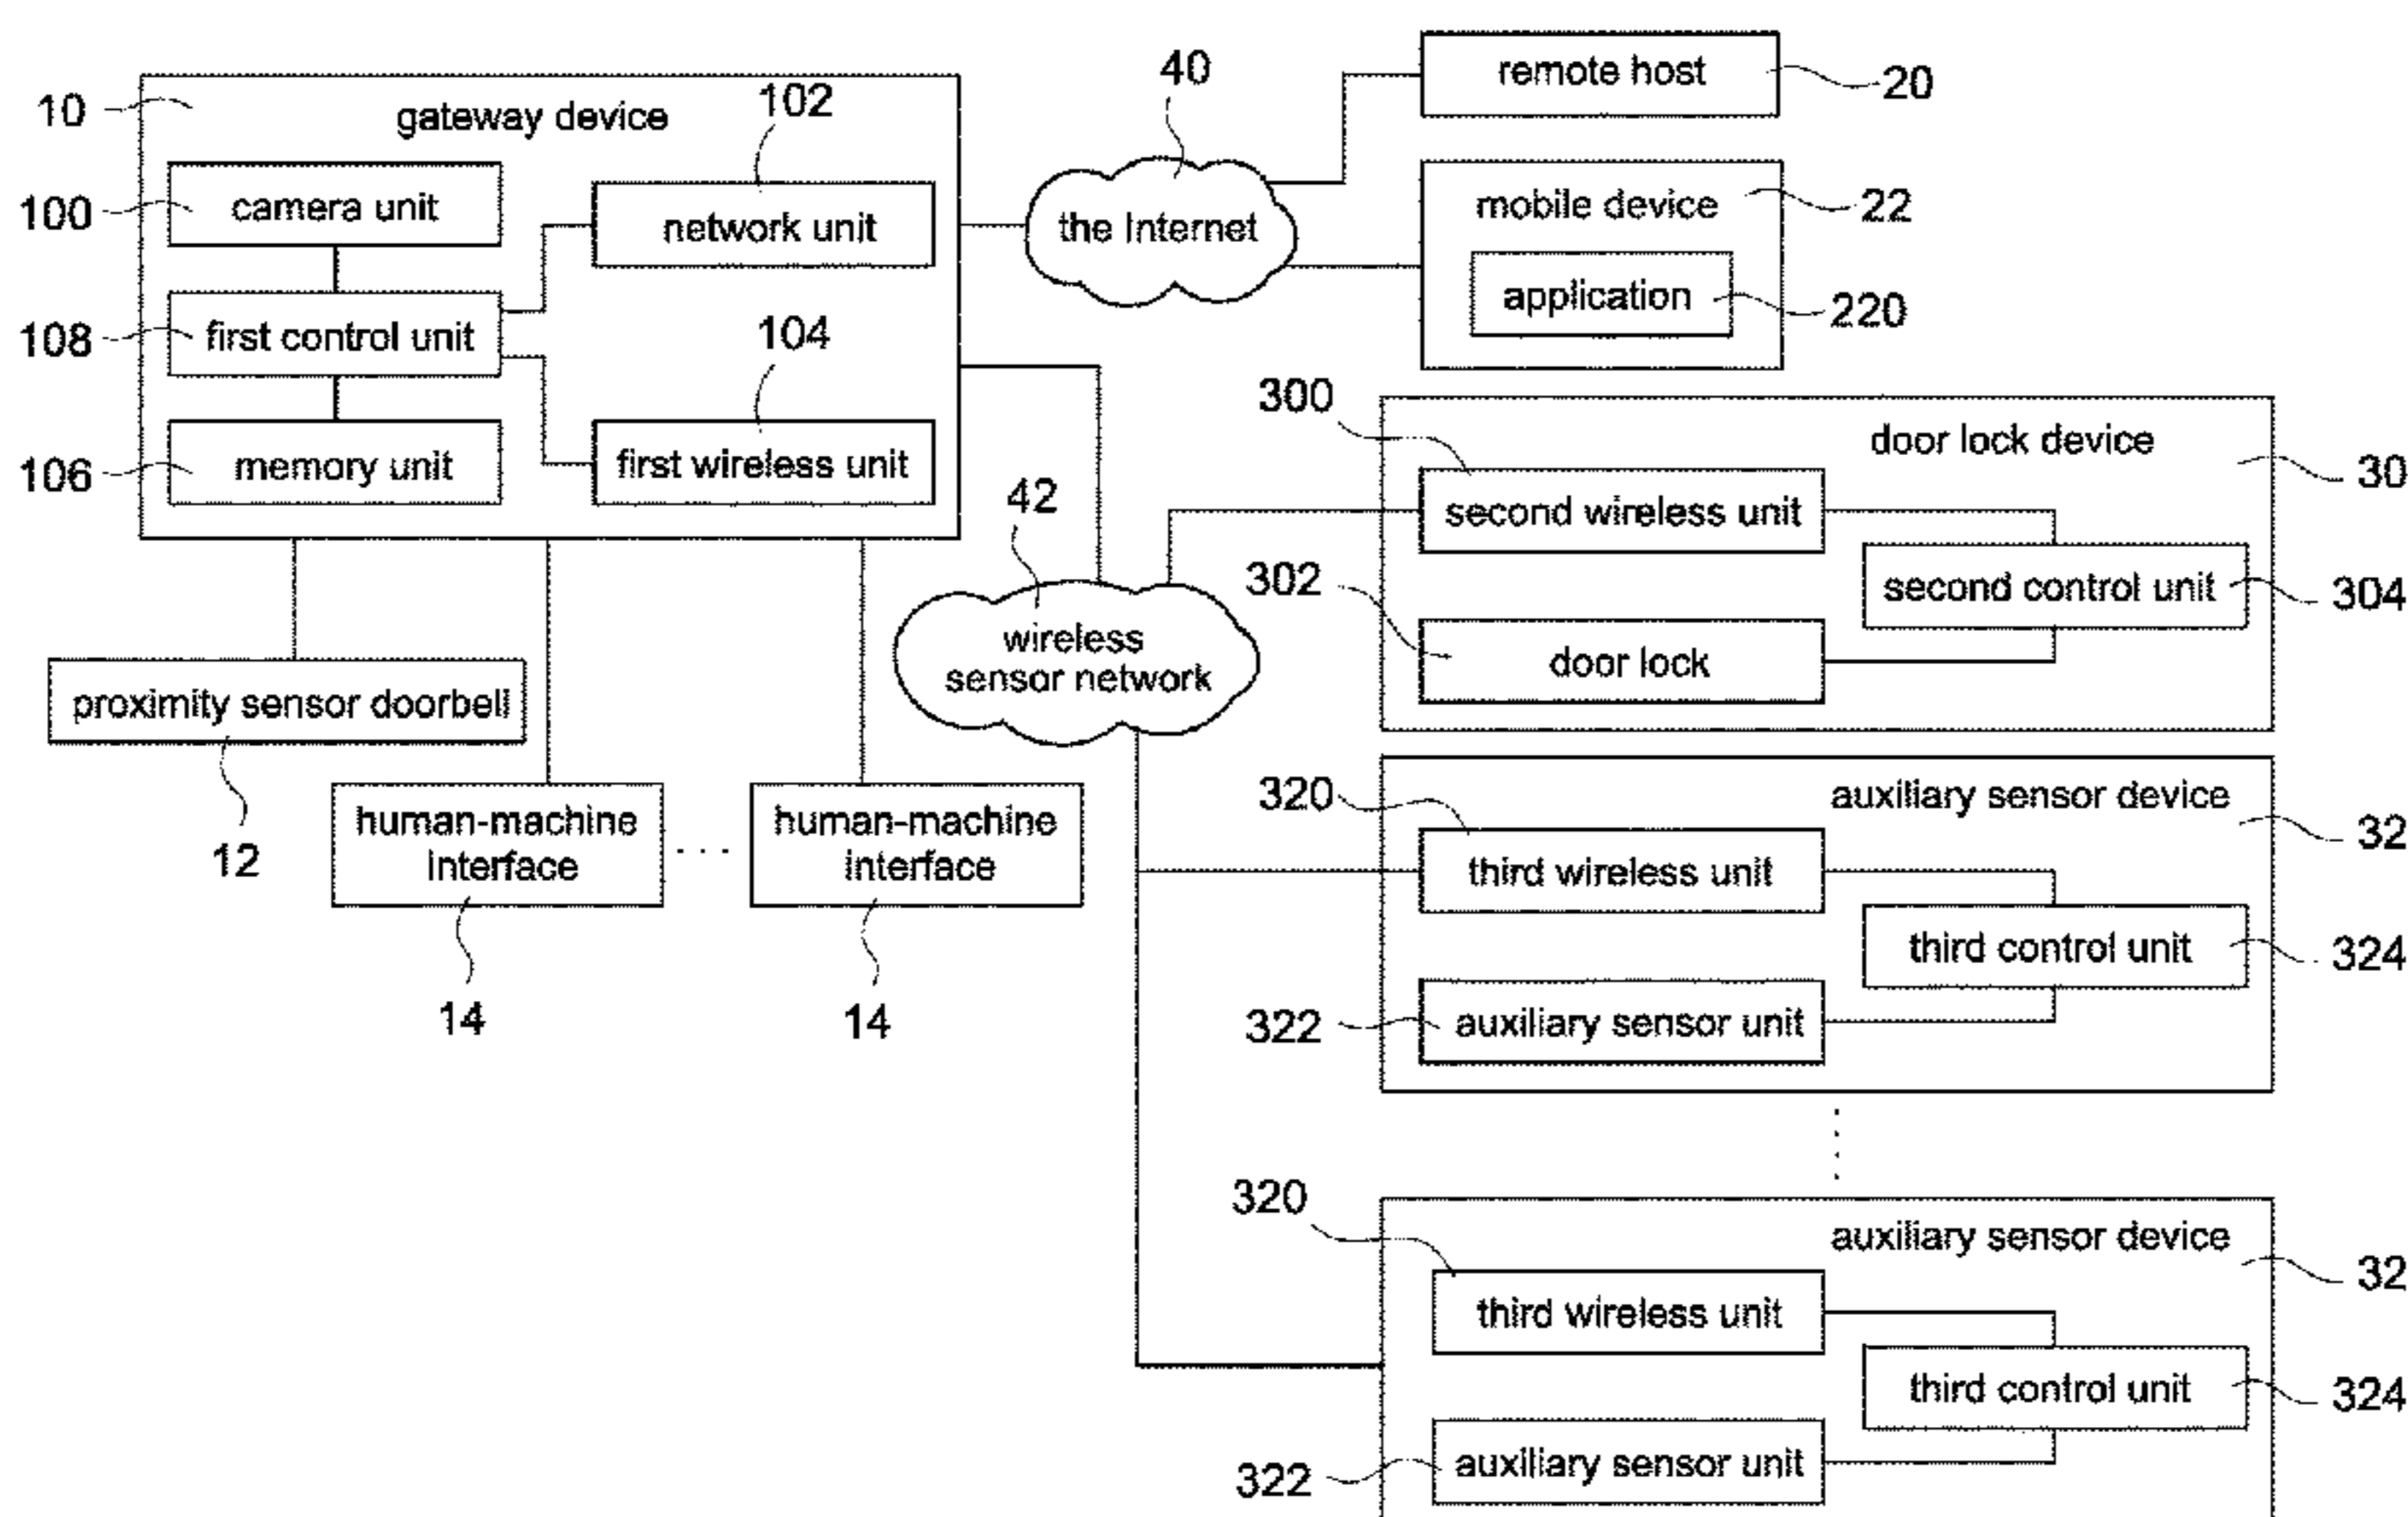 10
gateway device
102
100
camera unit
network unit
108
first control unit
104
106
memory unit
first wireless unit
40
the Internet
remote host
20
mobile device
22
application
220
42
wireless
sensor network
300
door lock device
30
second wireless unit
302
second control unit
304
door lock
proximity sensor doorbell
12
human-machine
interface
14
. . .
human-machine
interface
14
320
auxiliary sensor device
32
third wireless unit
third control unit
324
322
auxiliary sensor unit
320
auxiliary sensor device
32
third wireless unit
third control unit
324
322
auxiliary sensor unit